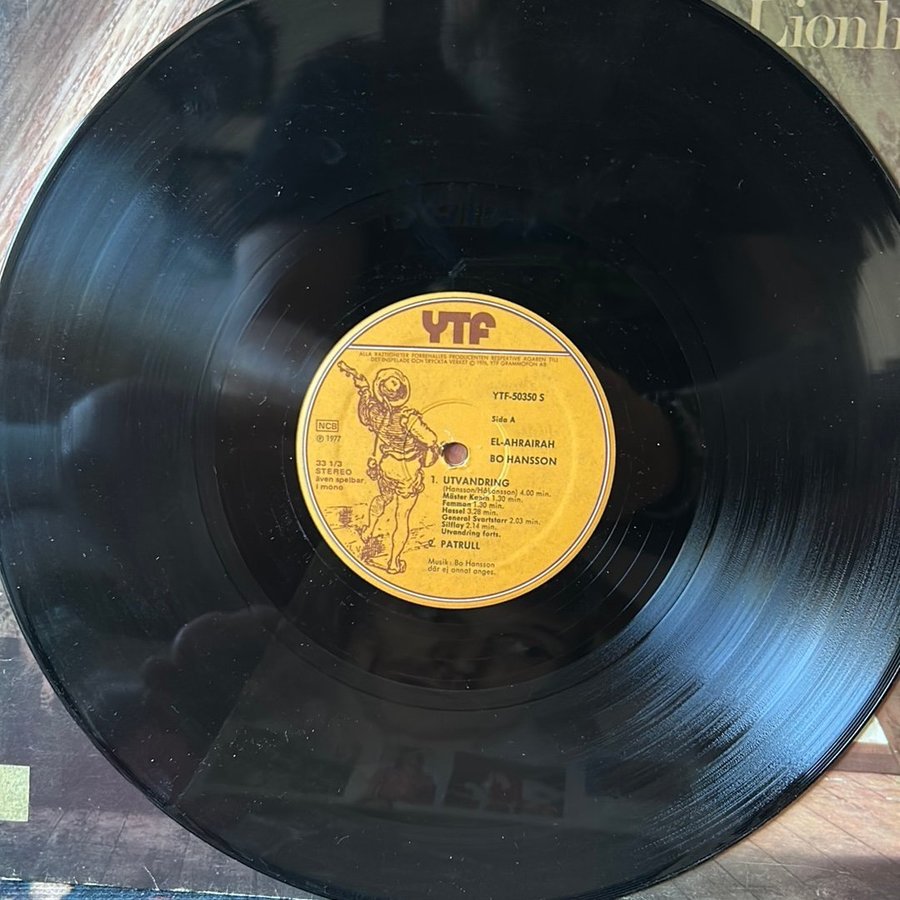 Lionh
YTF
ALLA RÄTTIGHETER FÖRBEHÅLLES PRODUCENTEN RESPEKTIVE ÄGAREN TILL
DET INSPELADE OCH TRYCKTA VERKET © 1976, YTF GRAMMOFON AB
YTF-50350 S
Sida A
NCB
℗ 1977
EL-AHRAIRAH
BO HANSSON
33 1/3
STEREO
även spelbar
i mono
1. UTVANDRING
(Hansson/Håkansson) 4.00 min.
Mäster Kanin 1.30 min.
Femman 1.30 min.
Hassel 3.28 min.
General Svartstarr 2.03 min.
Silflay 2.14 min.
Utvandring forts.
2. PATRULL
Musik: Bo Hansson
där ej annat anges.